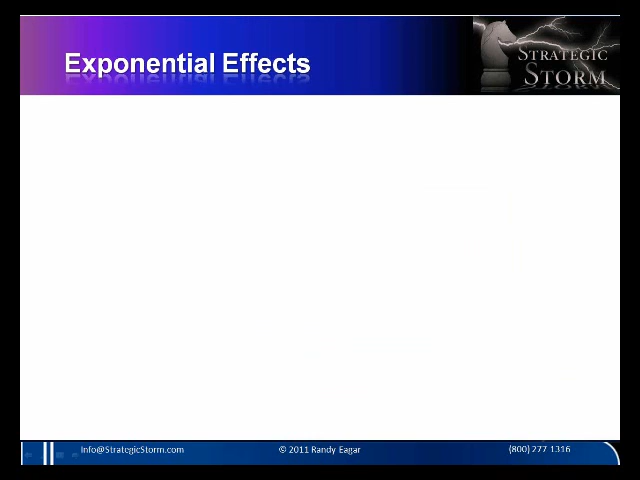 Exponential Effects
STRATEGIC
STORM
Info@StrategicStorm.com
© 2011 Randy Eagar
(800) 277 1316